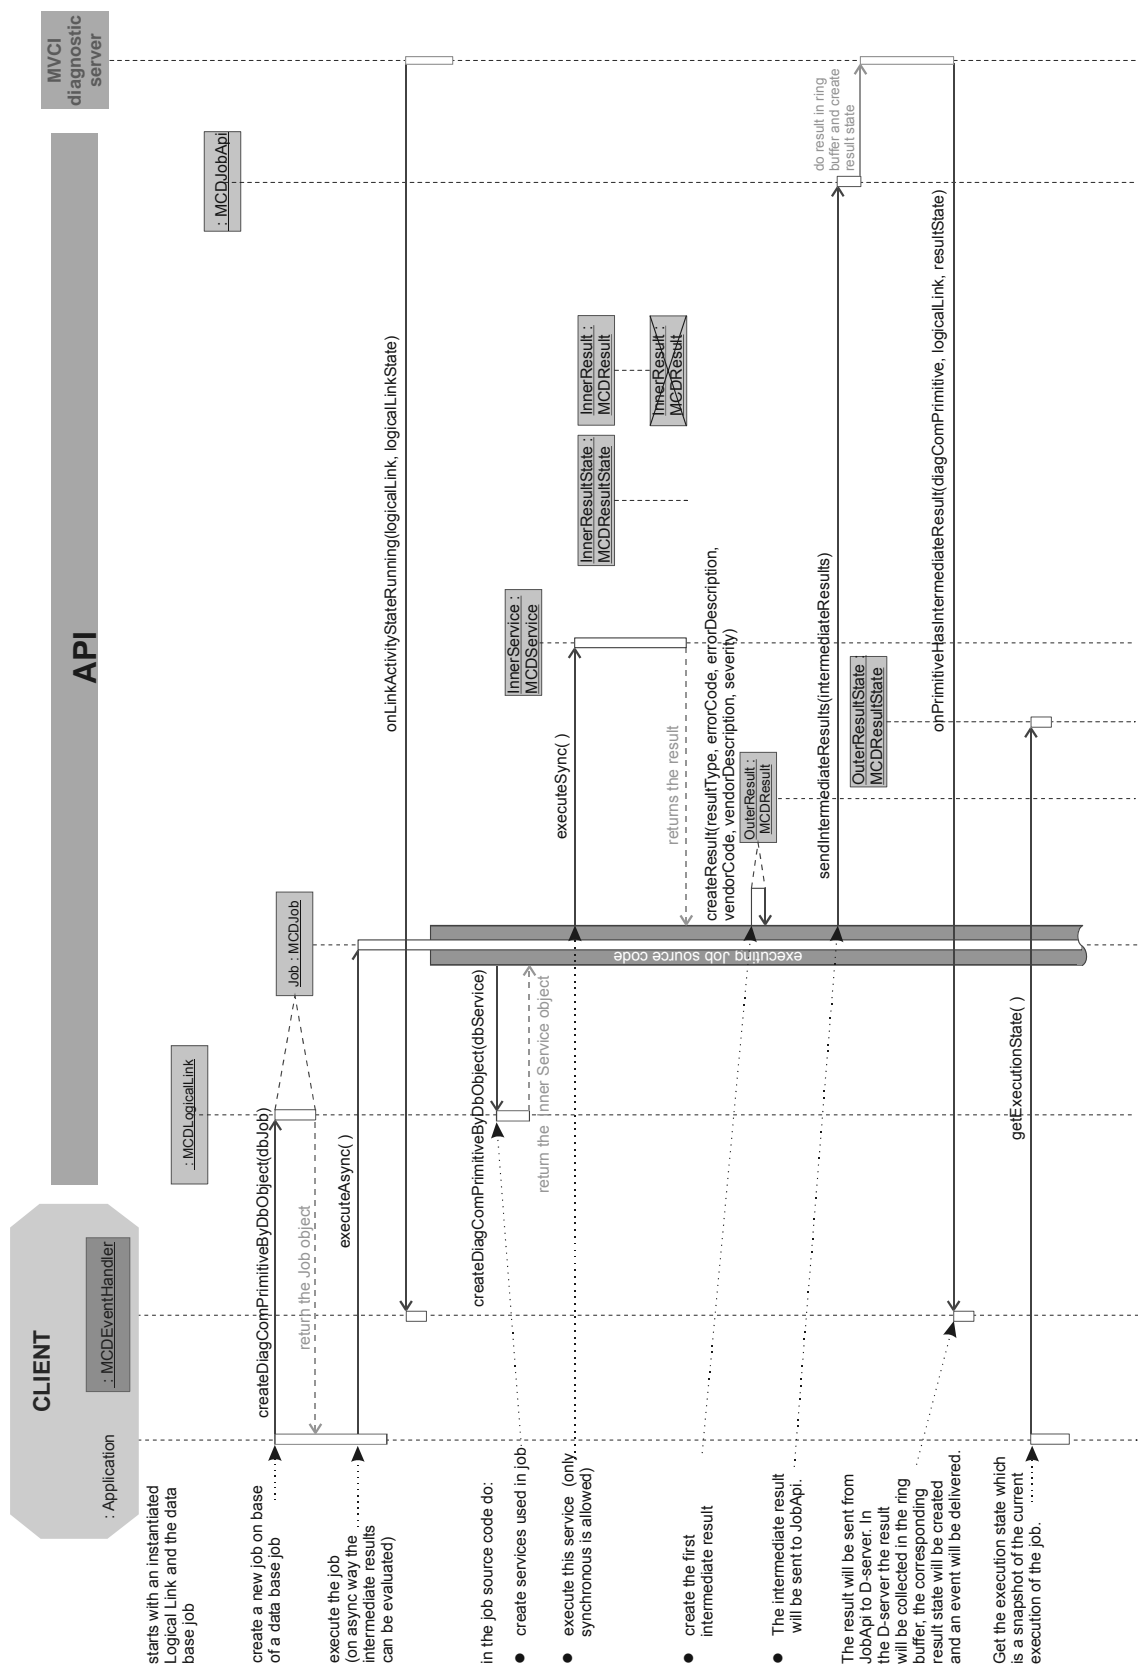 MVCI
diagnostic
server
API
CLIENT
: MCDEventHandler
: Application
: MCDJobApi
: MCDLogicalLink
Job : MCDJob
starts with an instantiated
Logical Link and the data
base job
create a new job on base
of a data base job
createDiagComPrimitiveByDbObject(dbJob)
return the Job object
execute the job
(on async way the
intermediate results
can be evaluated)
executeAsync( )
onLinkActivityStateRunning(logicalLink, logicalLinkState)
executing Job source code
in the job source code do:
● create services used in job
createDiagComPrimitiveByDbObject(dbService)
return the Inner Service object
InnerService :
MCDService
● execute this service (only
synchronous is allowed)
executeSync( )
InnerResultState :
MCDResultState
InnerResult :
MCDResult
InnerResult :
MCDResult
returns the result
● create the first
intermediate result
createResult(resultType, errorCode, errorDescription,
vendorCode, vendorDescription, severity)
OuterResult :
MCDResult
● The intermediate result
will be sent to JobApi.
sendIntermediateResults(intermediateResults)
do result in ring
buffer and create
result state
OuterResultState :
MCDResultState
The result will be sent from
JobApi to D-server. In
the D-server the result
will be collected in the ring
buffer, the corresponding
result state will be created
and an event will be delivered.
onPrimitiveHasIntermediateResult(diagComPrimitive, logicalLink, resultState)
Get the execution state which
is a snapshot of the current
execution of the job.
getExecutionState( )